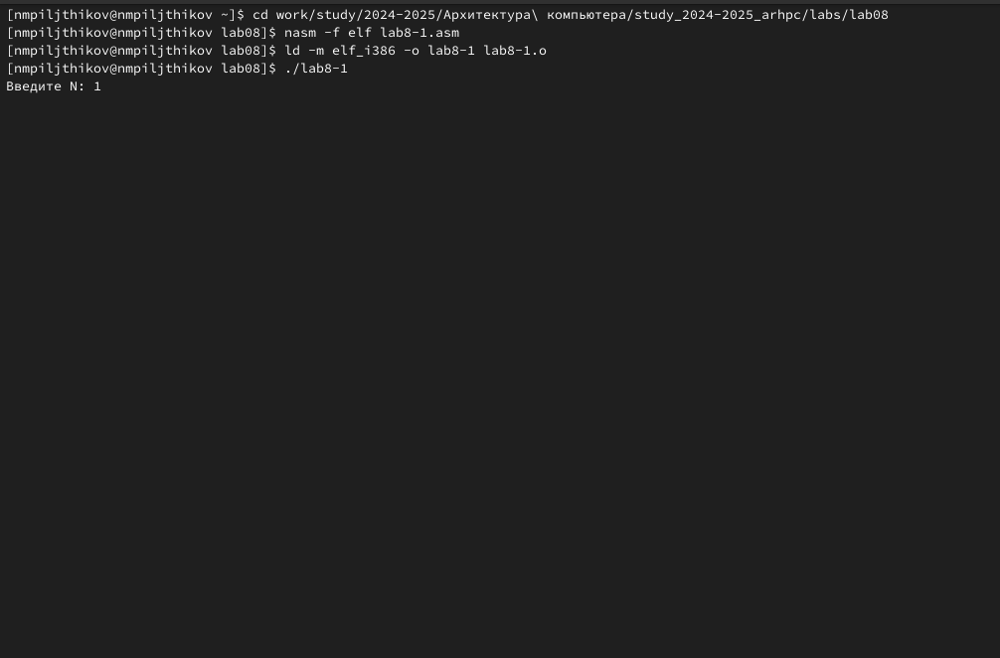 [nmpiljthikov@nmpiljthikov ~]$ cd work/study/2024-2025/Архитектура\ компьютера/study_2024-2025_arhpc/labs/lab08
[nmpiljthikov@nmpiljthikov lab08]$ nasm -f elf lab8-1.asm
[nmpiljthikov@nmpiljthikov lab08]$ ld -m elf_i386 -o lab8-1 lab8-1.o
[nmpiljthikov@nmpiljthikov lab08]$ ./lab8-1
Введите N: 1